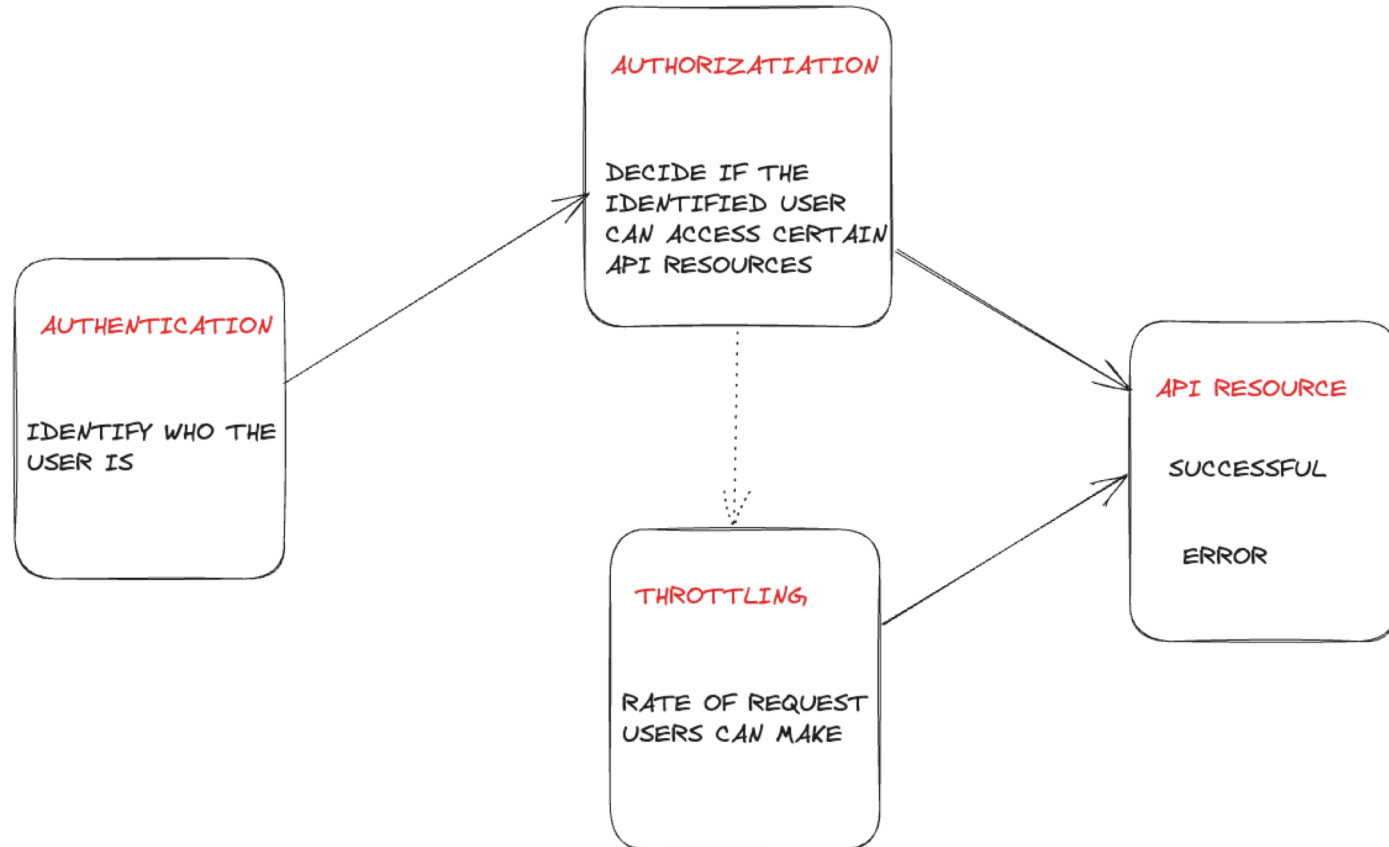 AUTHENTICATION
IDENTIFY WHO THE
USER IS
AUTHORIZATIATION
DECIDE IF THE
IDENTIFIED USER
CAN ACCESS CERTAIN
API RESOURCES
THROTTLING
RATE OF REQUEST
USERS CAN MAKE
API RESOURCE
SUCCESSFUL
ERROR